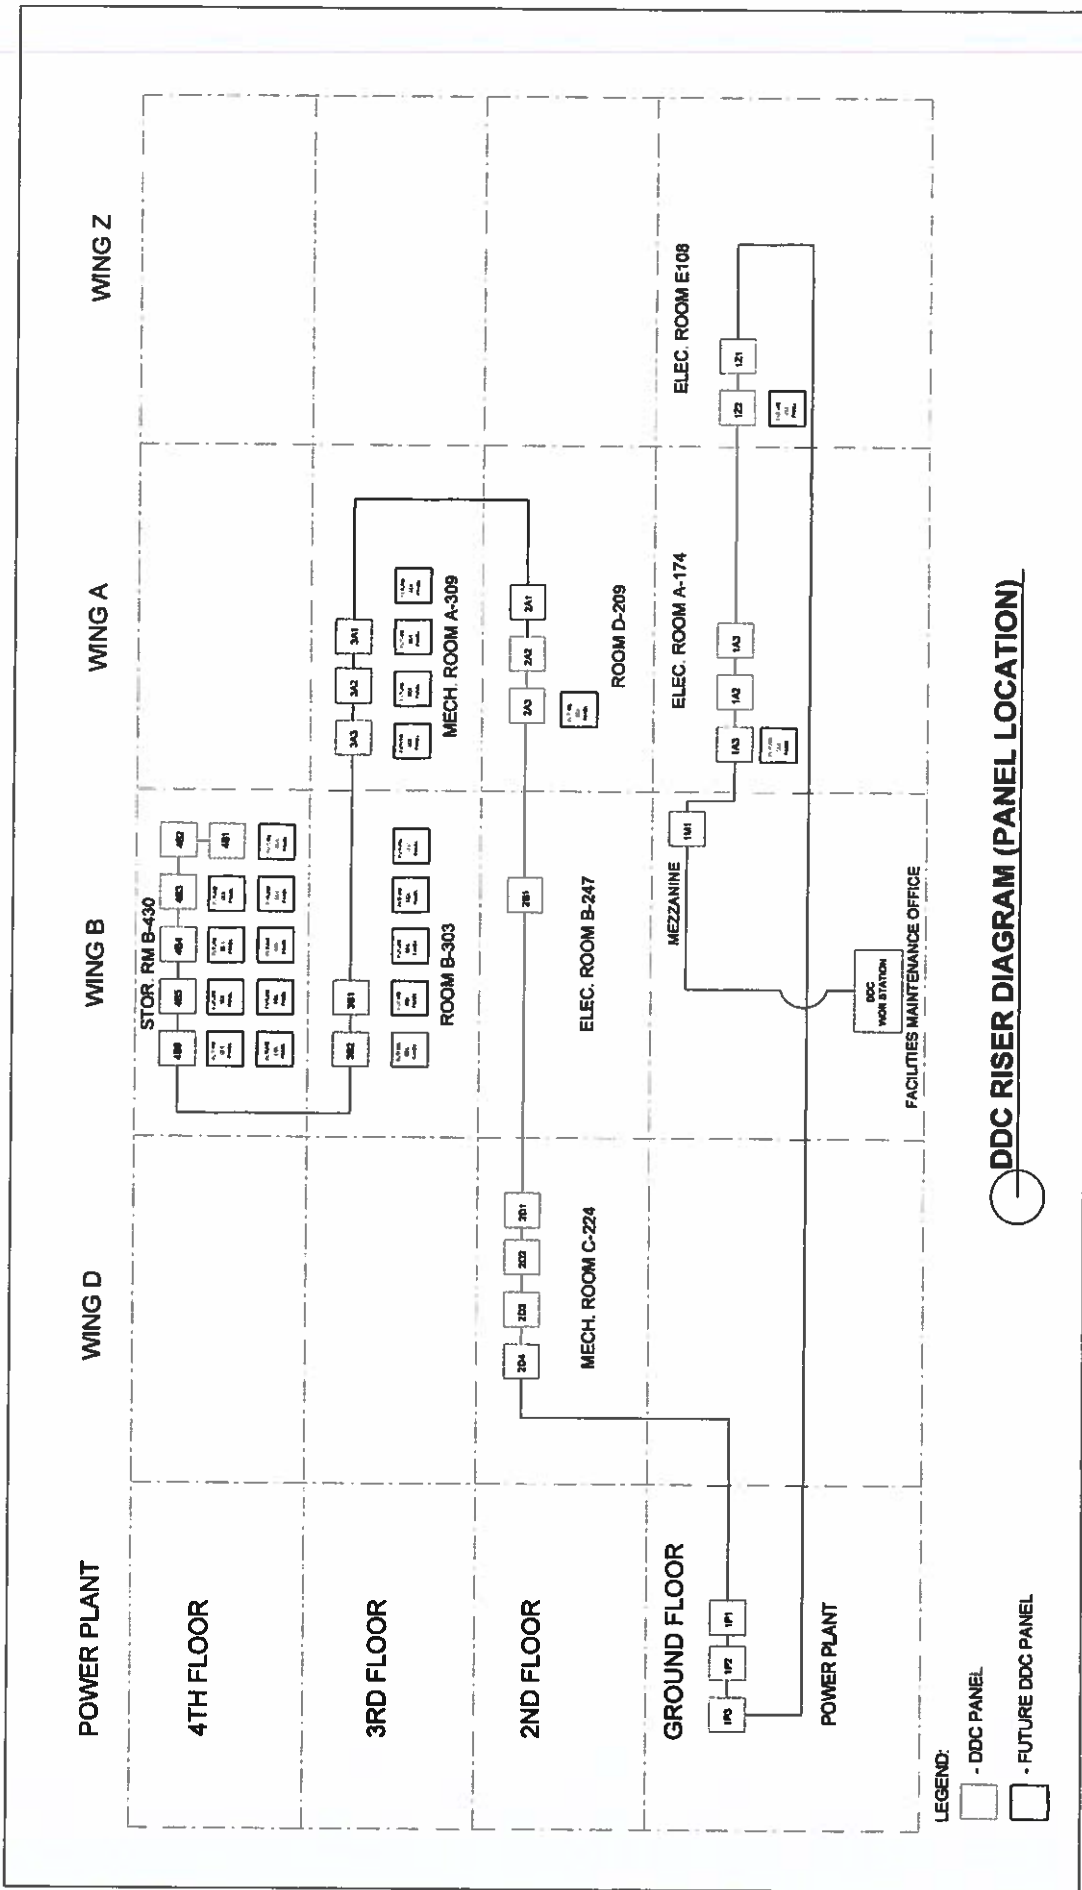 POWER PLANT
WING D
WING B
WING A
WING Z
4TH FLOOR
STOR. RM B-430
4B6
4B5
4B4
4B3
4B2
4B1
3RD FLOOR
3B2
3B1
3A3
3A2
3A1
ROOM B-303
MECH. ROOM A-309
2ND FLOOR
2D4
2D3
2D2
2D1
2B1
2A3
2A2
2A1
MECH. ROOM C-224
ELEC. ROOM B-247
ROOM D-209
GROUND FLOOR
MEZZANINE
ELEC. ROOM A-174
ELEC. ROOM E108
1P3
1P2
1P1
1M1
1A3
1A2
1A3
1Z2
1Z1
POWER PLANT
DDC
WOR STATION
FACILITIES MAINTENANCE OFFICE
LEGEND:
- DDC PANEL
- FUTURE DDC PANEL
DDC RISER DIAGRAM (PANEL LOCATION)